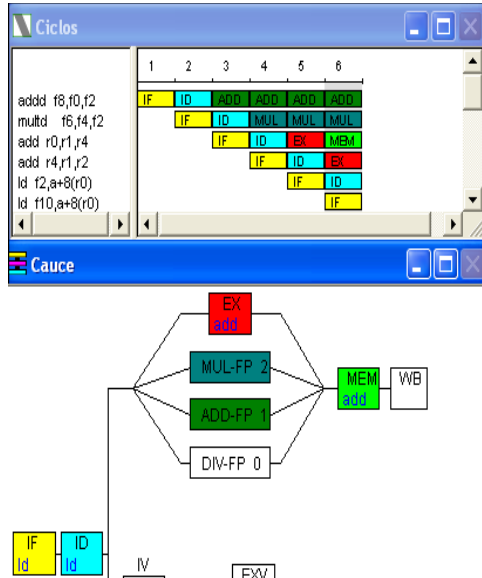 Ciclos
1 2 3 4 5 6
addd f8,f0,f2 IF ID ADD ADD ADD ADD
multd f6,f4,f2 IF ID MUL MUL MUL
add r0,r1,r4 IF ID EX MEM
add r4,r1,r2 IF ID EX
ld f2,a+8(r0) IF ID
ld f10,a+8(r0) IF
Cauce
EX
add
MUL-FP 2
MEM WB
add
ADD-FP 1
DIV-FP 0
IF ID
ld ld
IV
EXV